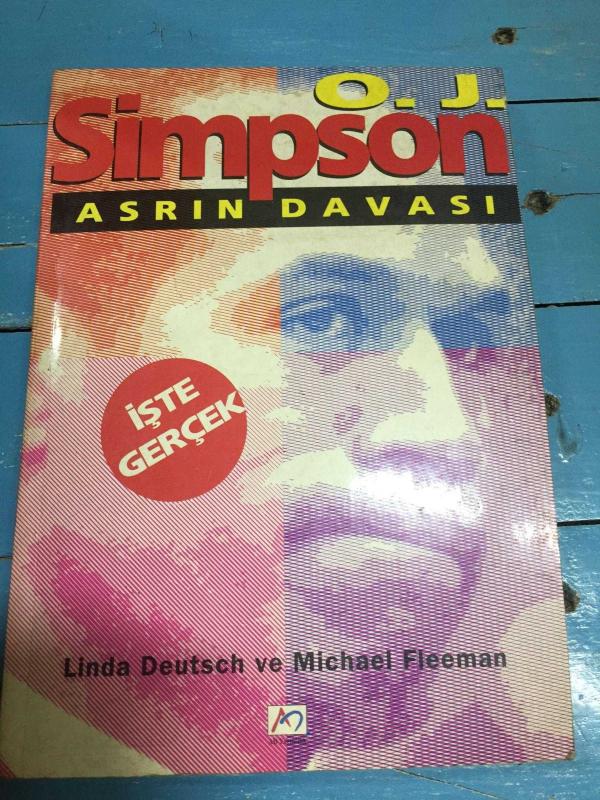 O. J.
Simpson
ASRIN DAVASI
İŞTE
GERÇEK
Linda Deutsch ve Michael Fleeman